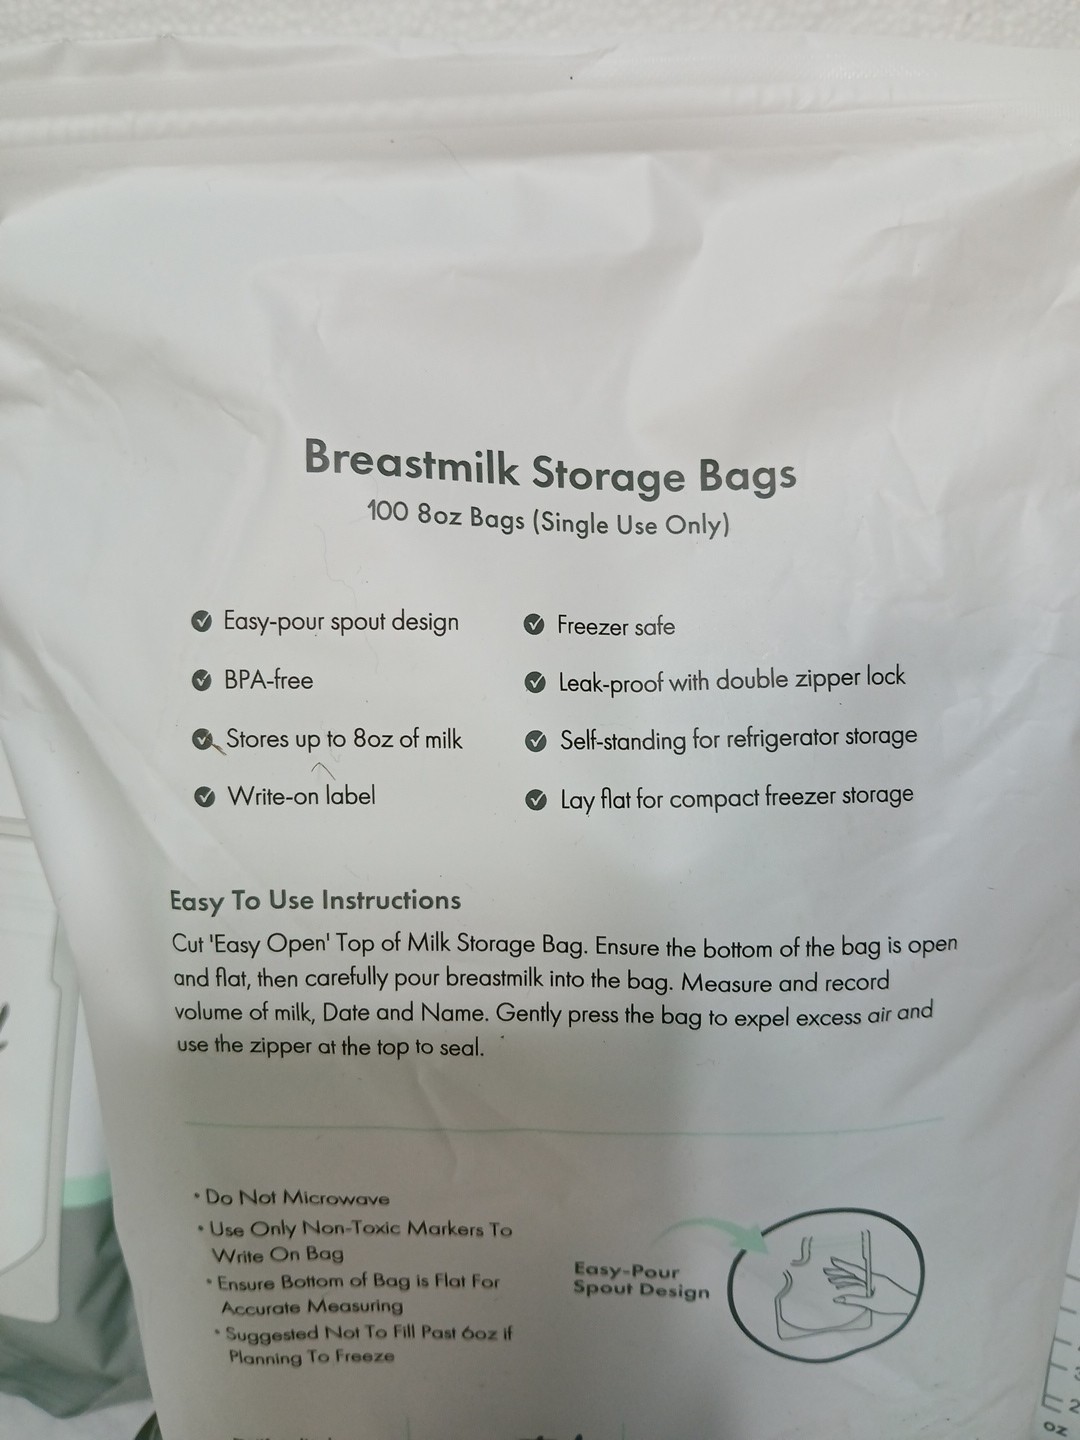 Breastmilk Storage Bags
100 8oz Bags (Single Use Only)
Easy-pour spout design
BPA-free
Stores up to 8oz of milk
Write-on label
Freezer safe
Leak-proof with double zipper lock
Self-standing for refrigerator storage
Lay flat for compact freezer storage
Easy To Use Instructions
Cut 'Easy Open' Top of Milk Storage Bag. Ensure the bottom of the bag is open
and flat, then carefully pour breastmilk into the bag. Measure and record
volume of milk, Date and Name. Gently press the bag to expel excess air and
use the zipper at the top to seal.
• Do Not Microwave
• Use Only Non-Toxic Markers To
Write On Bag
• Ensure Bottom of Bag is Flat For
Accurate Measuring
• Suggested Not To Fill Past 6oz if
Planning To Freeze
Easy-Pour
Spout Design
2
oz